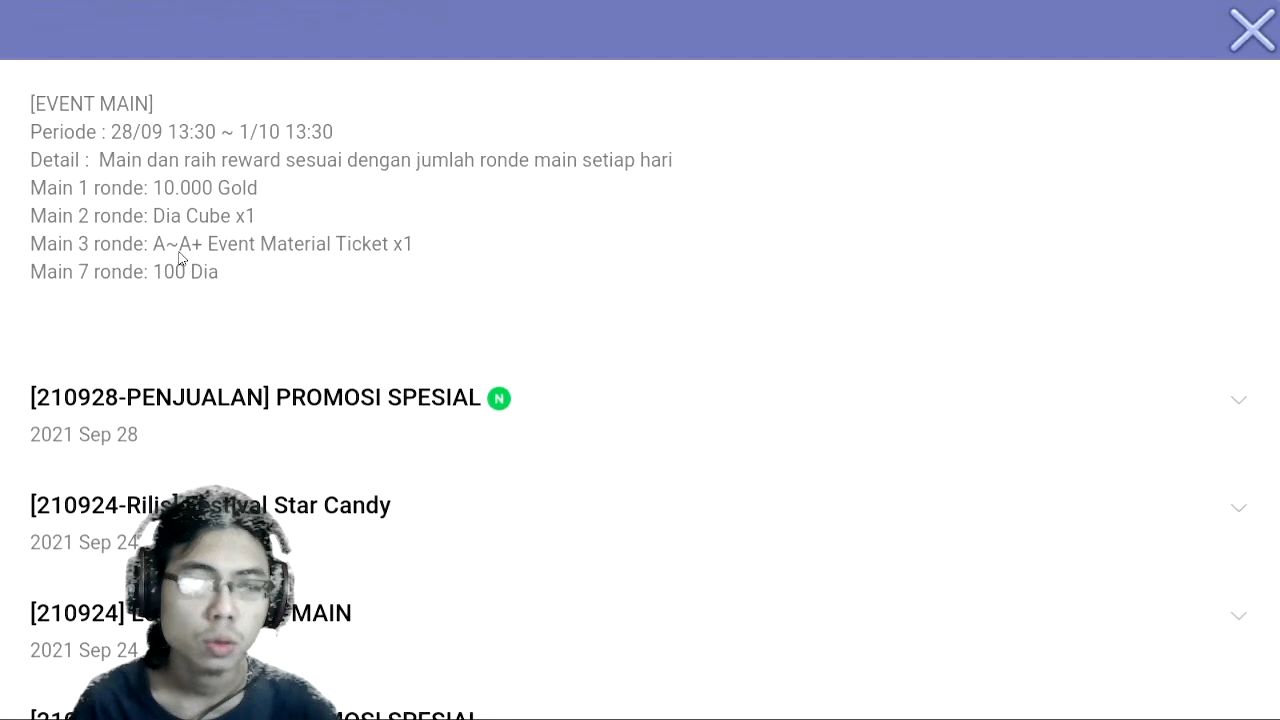 [EVENT MAIN]
Periode : 28/09 13:30 ~ 1/10 13:30
Detail :  Main dan raih reward sesuai dengan jumlah ronde main setiap hari
Main 1 ronde: 10.000 Gold
Main 2 ronde: Dia Cube x1
Main 3 ronde: A~A+ Event Material Ticket x1
Main 7 ronde: 100 Dia
[210928-PENJUALAN] PROMOSI SPESIAL N
2021 Sep 28
[210924-Rilis] Festival Star Candy
2021 Sep 24
[210924] MAIN
2021 Sep 24
SPESIAL